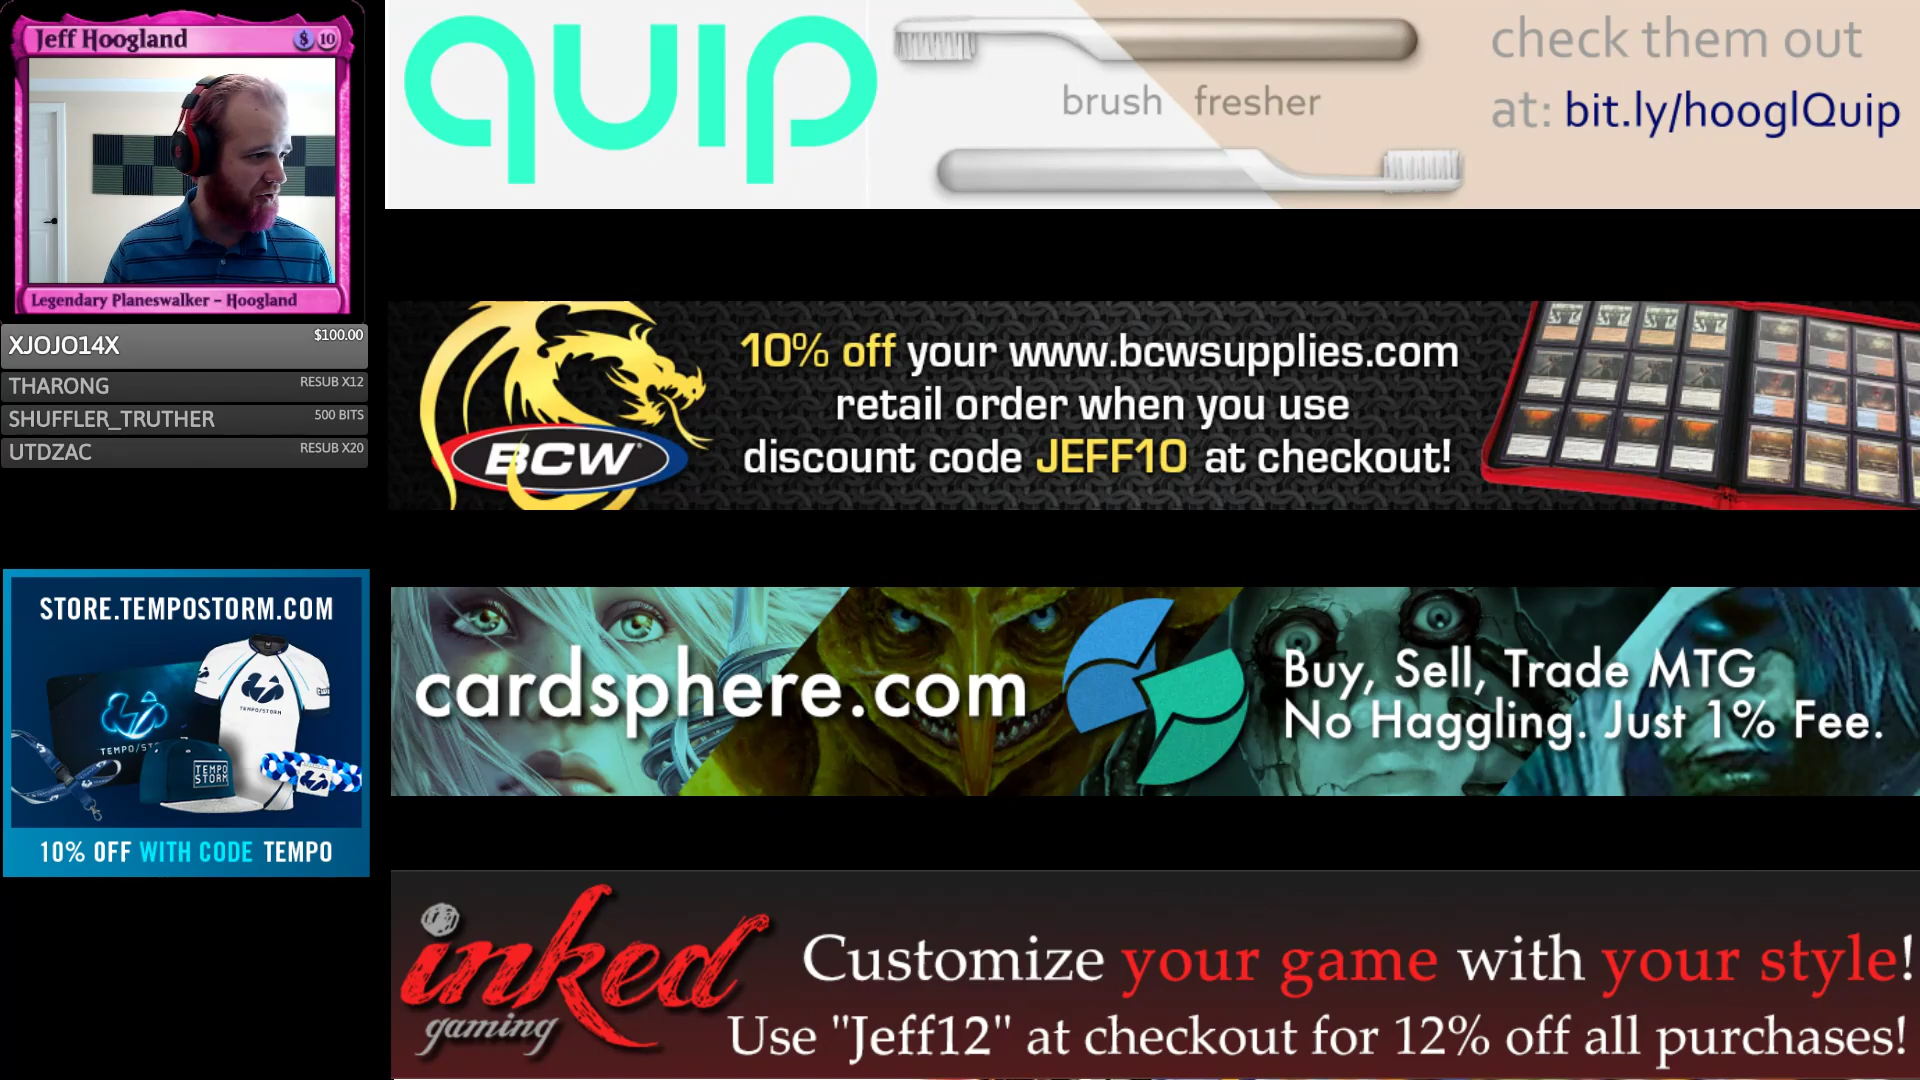 Jeff Hoogland
$ 10
Legendary Planeswalker - Hoogland
XJOJO14X $100.00
THARONG RESUB X12
SHUFFLER_TRUTHER 500 BITS
UTDZAC RESUB X20
STORE.TEMPOSTORM.COM
TEMPO/STORM
TEMPO/ST
TEMPO
STORM
10% OFF WITH CODE TEMPO
quip
brush fresher
check them out
at: bit.ly/hooglQuip
BCW
10% off your www.bcwsupplies.com
retail order when you use
discount code JEFF10 at checkout!
cardsphere.com
Buy, Sell, Trade MTG
No Haggling. Just 1% Fee.
inked
gaming
Customize your game with your style!
Use "Jeff12" at checkout for 12% off all purchases!